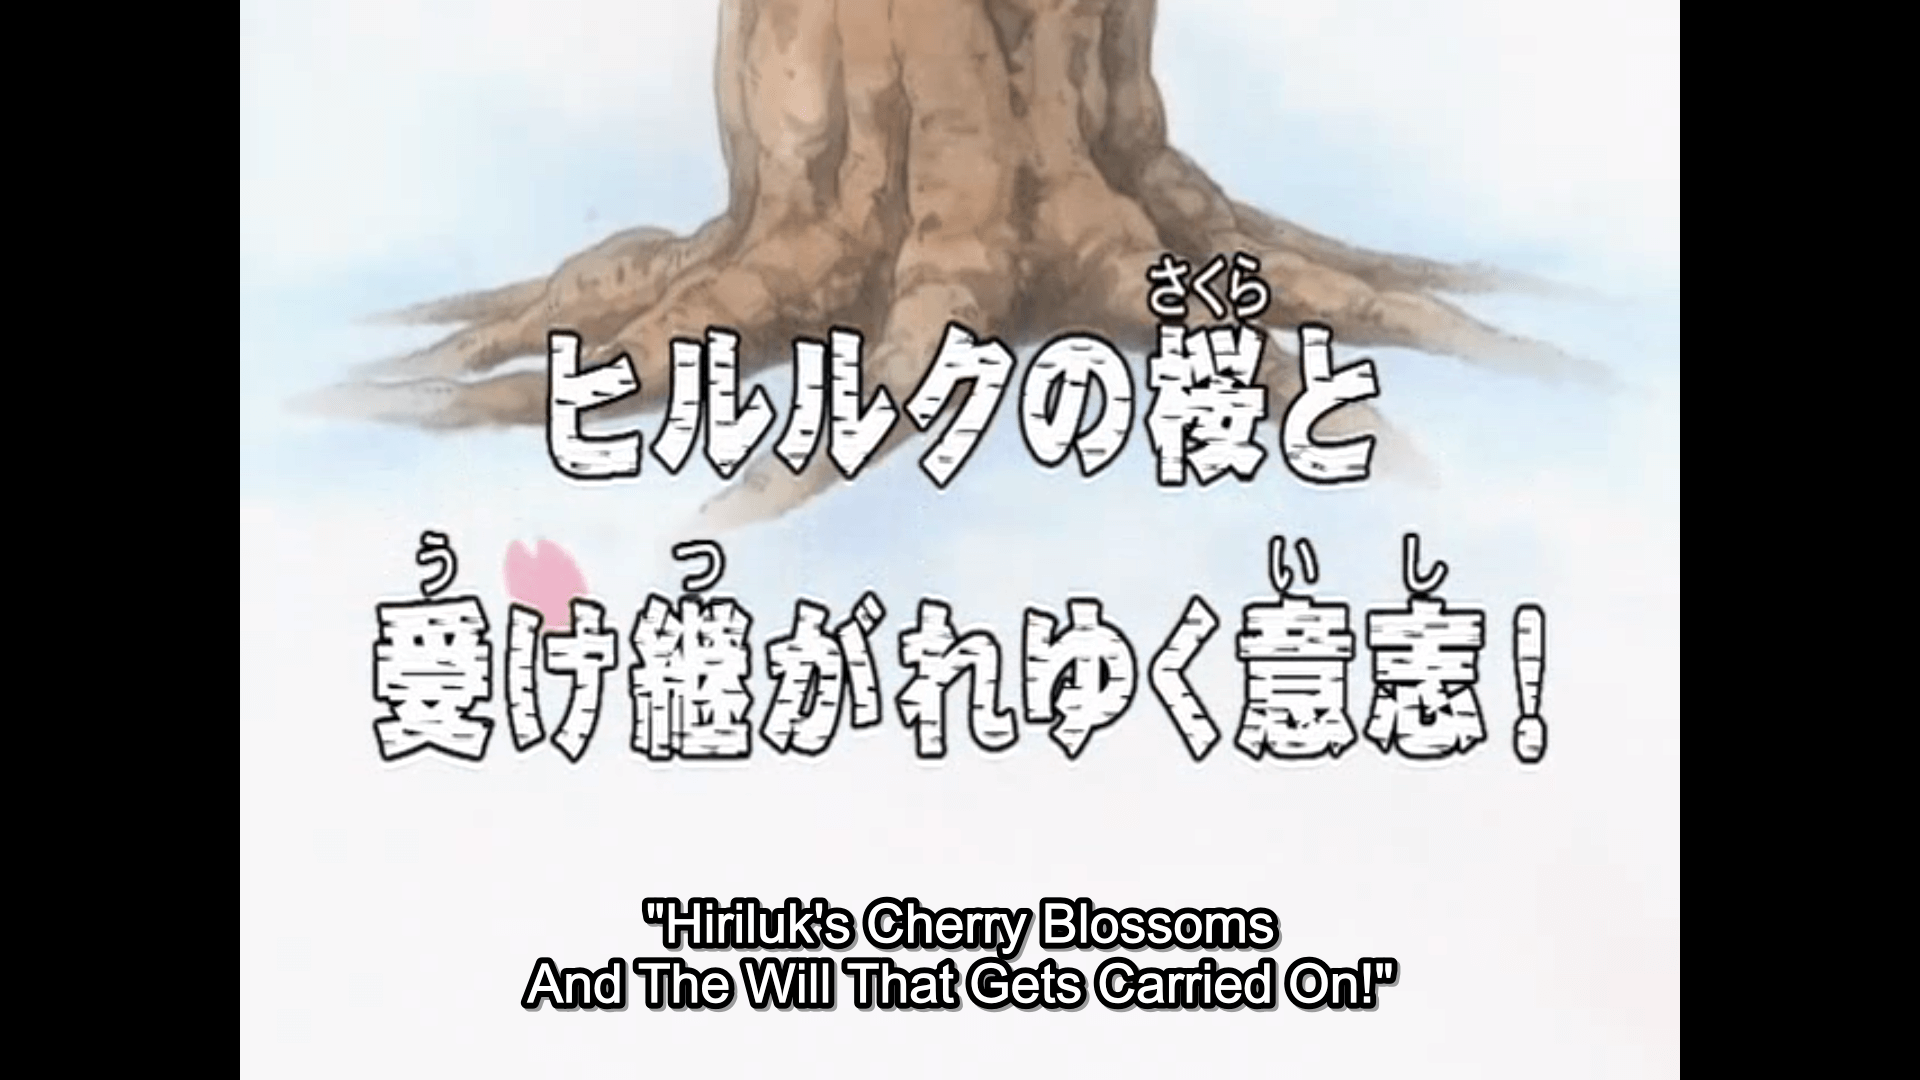 さくら
ヒルルクの桜と
う つ い し
受け継がれゆく意志!
"Hiriluk's Cherry Blossoms
And The Will That Gets Carried On!"